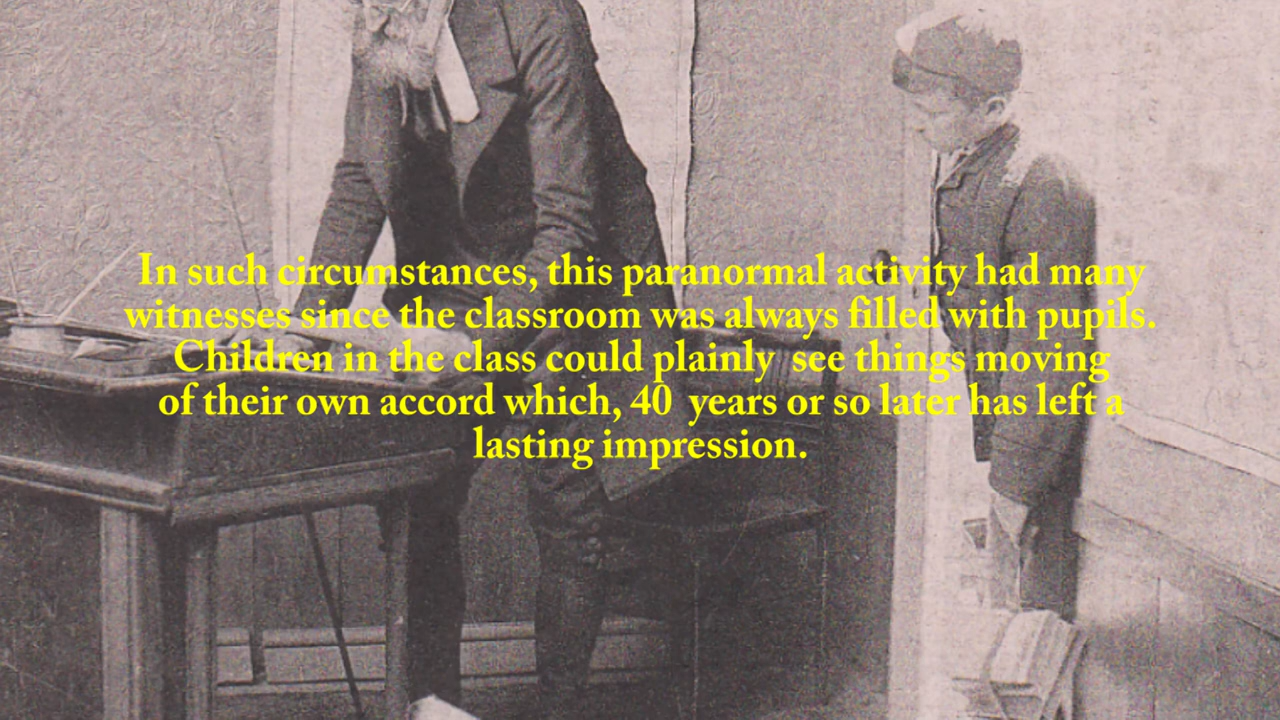 In such circumstances, this paranormal activity had many
witnesses since the classroom was always filled with pupils.
Children in the class could plainly  see things moving
of their own accord which, 40  years or so later has left a
lasting impression.